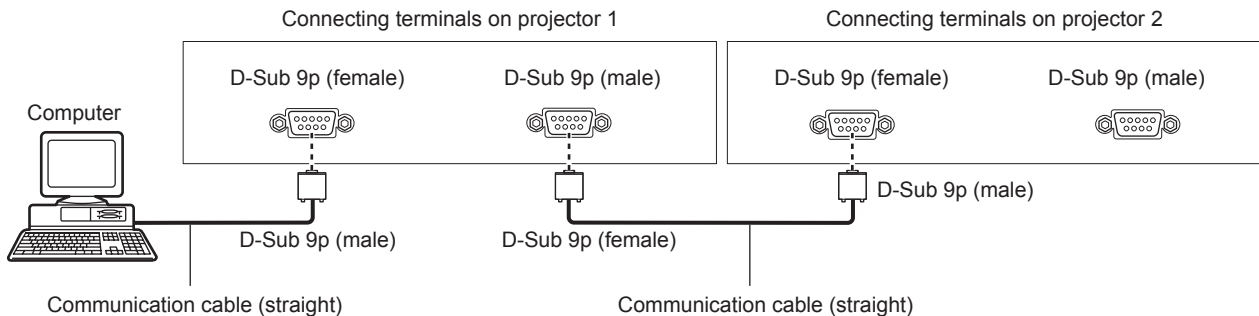 Connecting terminals on projector 1
Connecting terminals on projector 2
D-Sub 9p (female)
D-Sub 9p (male)
D-Sub 9p (female)
D-Sub 9p (male)
Computer
D-Sub 9p (male)
D-Sub 9p (male)
D-Sub 9p (female)
Communication cable (straight)
Communication cable (straight)